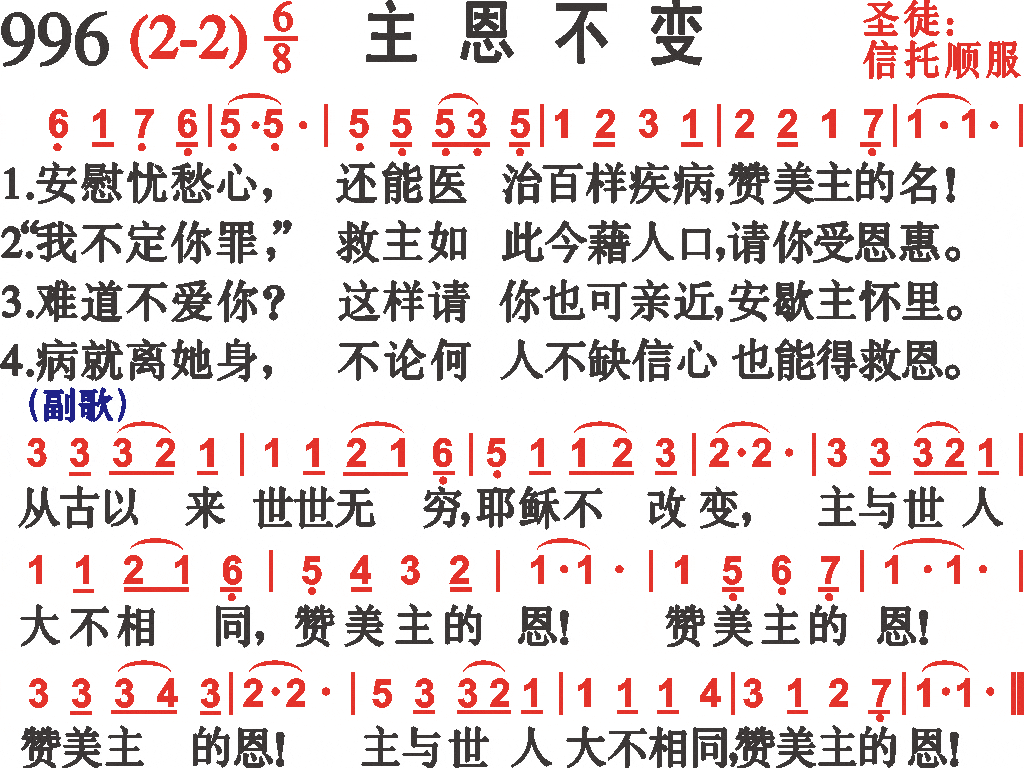 996 (2-2) 6/8 主恩不变 圣徒:
信托顺服
6 1 7 6 | 5·5· | 5 5 5 3 5 | 1 2 3 1 | 2 2 1 7 | 1·1· |
1.安慰忧愁心, 还能医 治百样疾病,赞美主的名!
2.“我不定你罪,” 救主如 此今藉人口,请你受恩惠。
3.难道不爱你? 这样请 你也可亲近,安歇主怀里。
4.病就离她身, 不论何 人不缺信心 也能得救恩。
(副歌)
3 3 3 2 1 | 1 1 2 1 6 | 5 1 1 2 3 | 2·2· | 3 3 3 2 1 |
从古以 来 世世无 穷,耶稣不 改变, 主与世人
1 1 2 1 6 | 5 4 3 2 | 1·1· | 1 5 6 7 | 1·1· |
大不相 同, 赞美主的 恩! 赞美主的 恩!
3 3 3 4 3 | 2·2· | 5 3 3 2 1 | 1 1 1 4 | 3 1 2 7 | 1·1· ‖
赞美主 的恩! 主与世 人 大不相同,赞美主的恩!